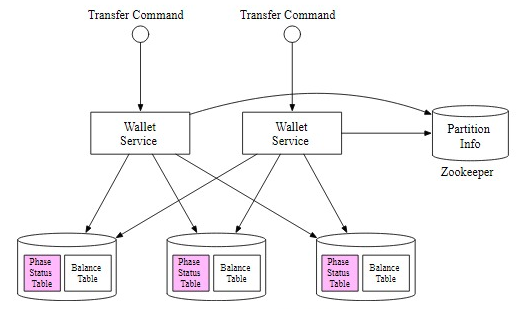 Transfer Command
Transfer Command
Wallet
Service
Wallet
Service
Partition
Info
Zookeeper
Phase
Status
Table
Balance
Table
Phase
Status
Table
Balance
Table
Phase
Status
Table
Balance
Table